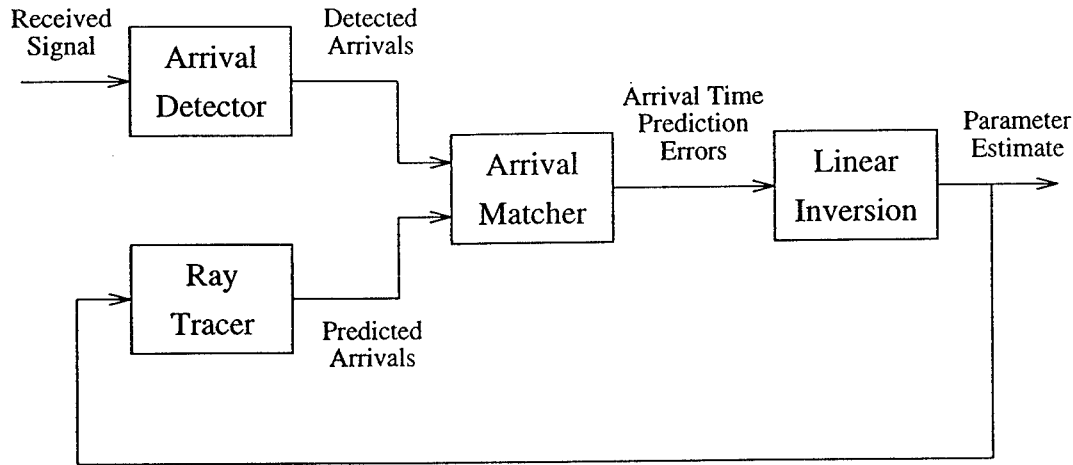 Received
Signal
Arrival
Detector
Detected
Arrivals
Arrival
Matcher
Arrival Time
Prediction
Errors
Linear
Inversion
Parameter
Estimate
Ray
Tracer
Predicted
Arrivals